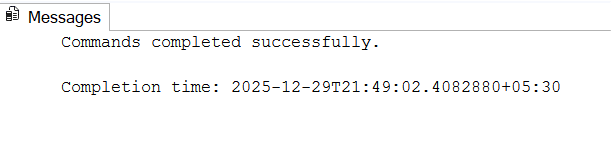 Messages
Commands completed successfully.
Completion time: 2025-12-29T21:49:02.4082880+05:30